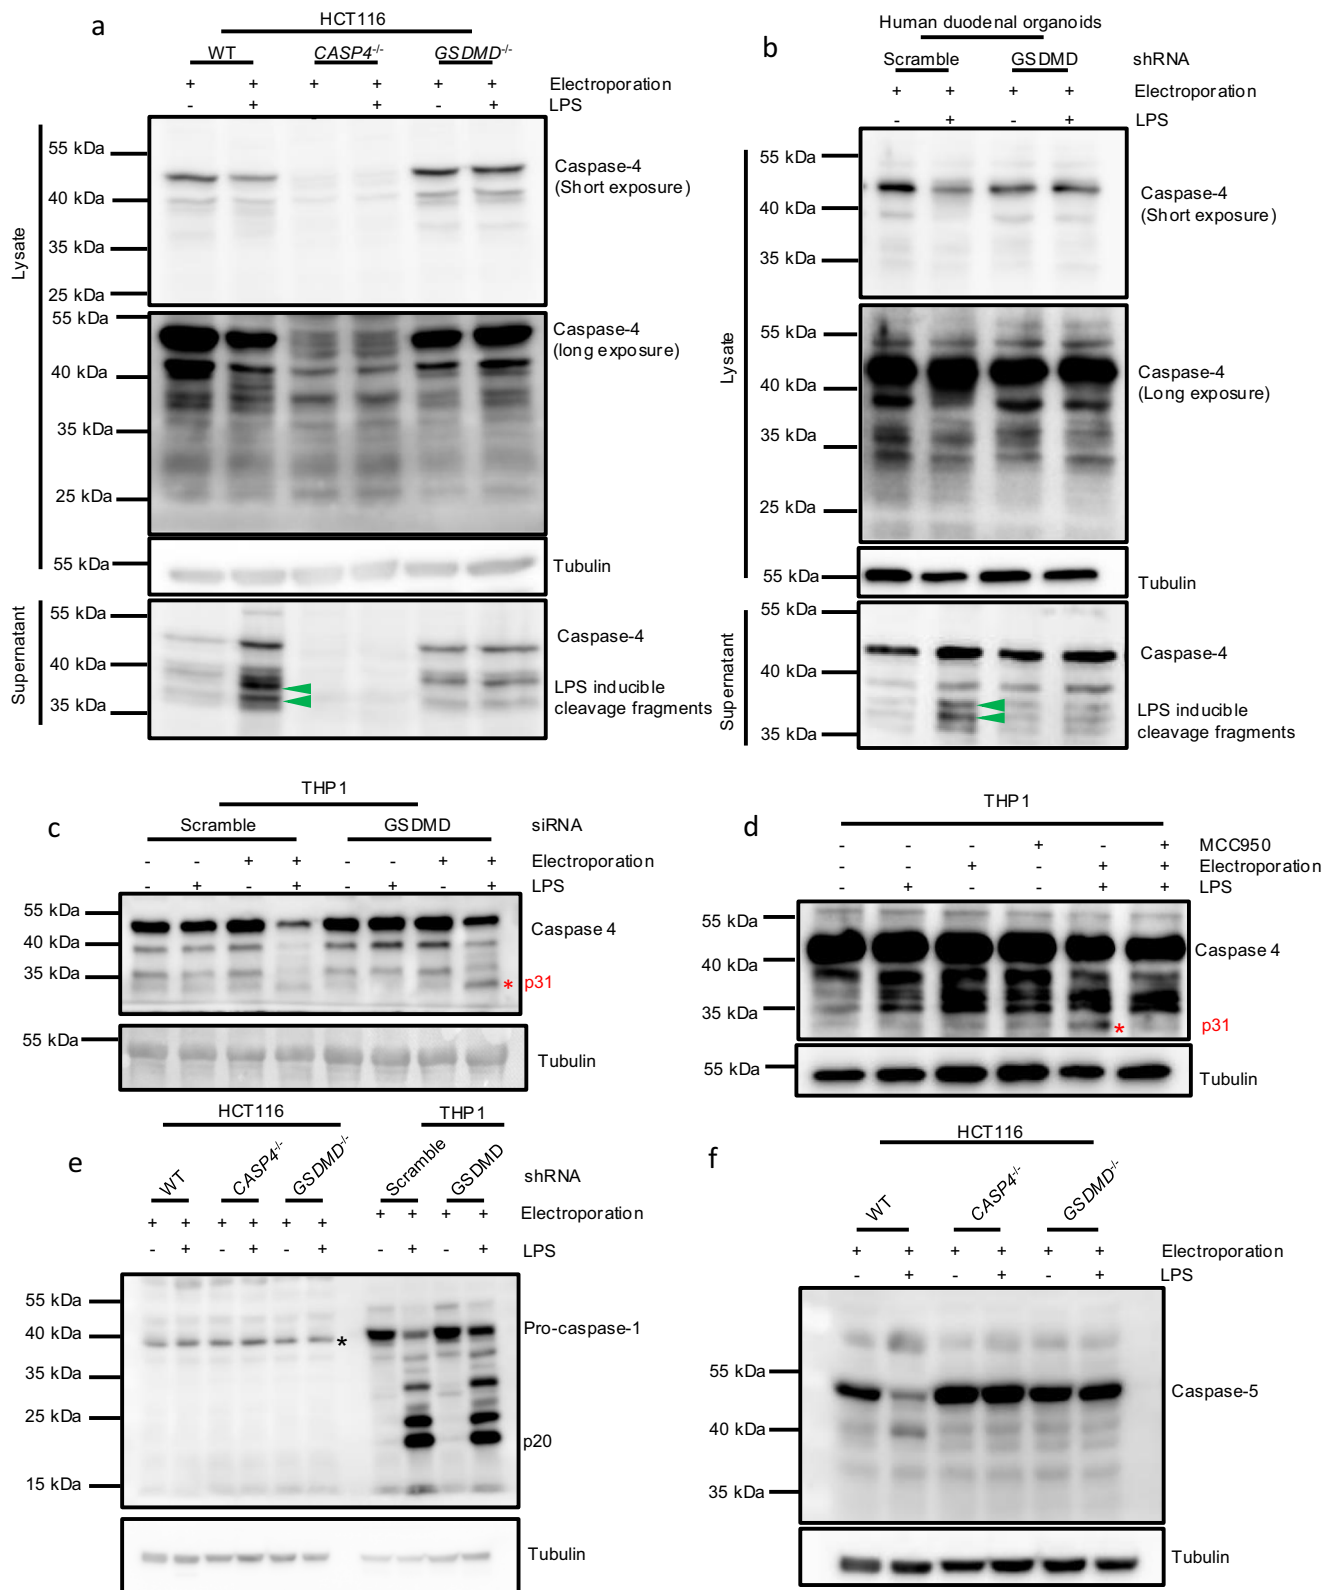 a
HCT116
WT CASP4-/- GSDMD-/-
+ + + + + + Electroporation
- + - + - + LPS
Lysate
55 kDa
40 kDa
35 kDa
25 kDa
Caspase-4
(Short exposure)
55 kDa
40 kDa
35 kDa
25 kDa
Caspase-4
(long exposure)
55 kDa
Tubulin
Supernatant
55 kDa
40 kDa
35 kDa
Caspase-4
LPS inducible
cleavage fragments
b
Human duodenal organoids
Scramble GSDMD shRNA
+ + + + Electroporation
- + - + LPS
Lysate
55 kDa
40 kDa
35 kDa
Caspase-4
(Short exposure)
55 kDa
40 kDa
35 kDa
25 kDa
Caspase-4
(Long exposure)
55 kDa
Tubulin
Supernatant
55 kDa
40 kDa
35 kDa
Caspase-4
LPS inducible
cleavage fragments
c
THP1
Scramble GSDMD siRNA
- - + + - - + + Electroporation
- + - + - + - + LPS
55 kDa
40 kDa
35 kDa
Caspase 4
* p31
55 kDa
Tubulin
d
THP1
- - - + - + MCC950
- - + - + + Electroporation
- + - - + + LPS
55 kDa
40 kDa
35 kDa
Caspase 4
* p31
55 kDa
Tubulin
e
HCT116 THP1
WT CASP4-/- GSDMD-/- Scramble GSDMD shRNA
+ + + + + + + + + + Electroporation
- + - + - + - + - + LPS
55 kDa
40 kDa
35 kDa
25 kDa
15 kDa
*
Pro-caspase-1
p20
Tubulin
f
HCT116
WT CASP4-/- GSDMD-/-
+ + + + + + Electroporation
- + - + - + LPS
55 kDa
40 kDa
35 kDa
Caspase-5
Tubulin